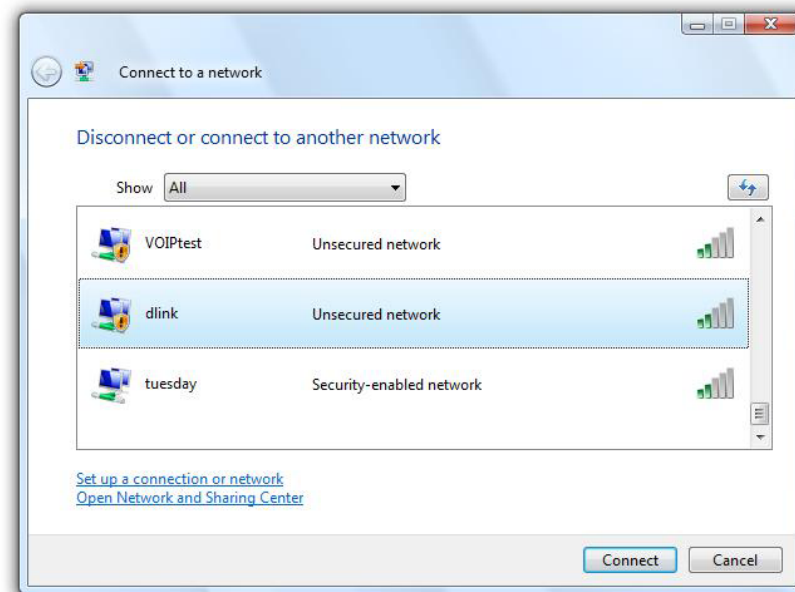 Connect to a network
Disconnect or connect to another network
Show All
VOIPtest Unsecured network
dlink Unsecured network
tuesday Security-enabled network
Set up a connection or network
Open Network and Sharing Center
Connect Cancel